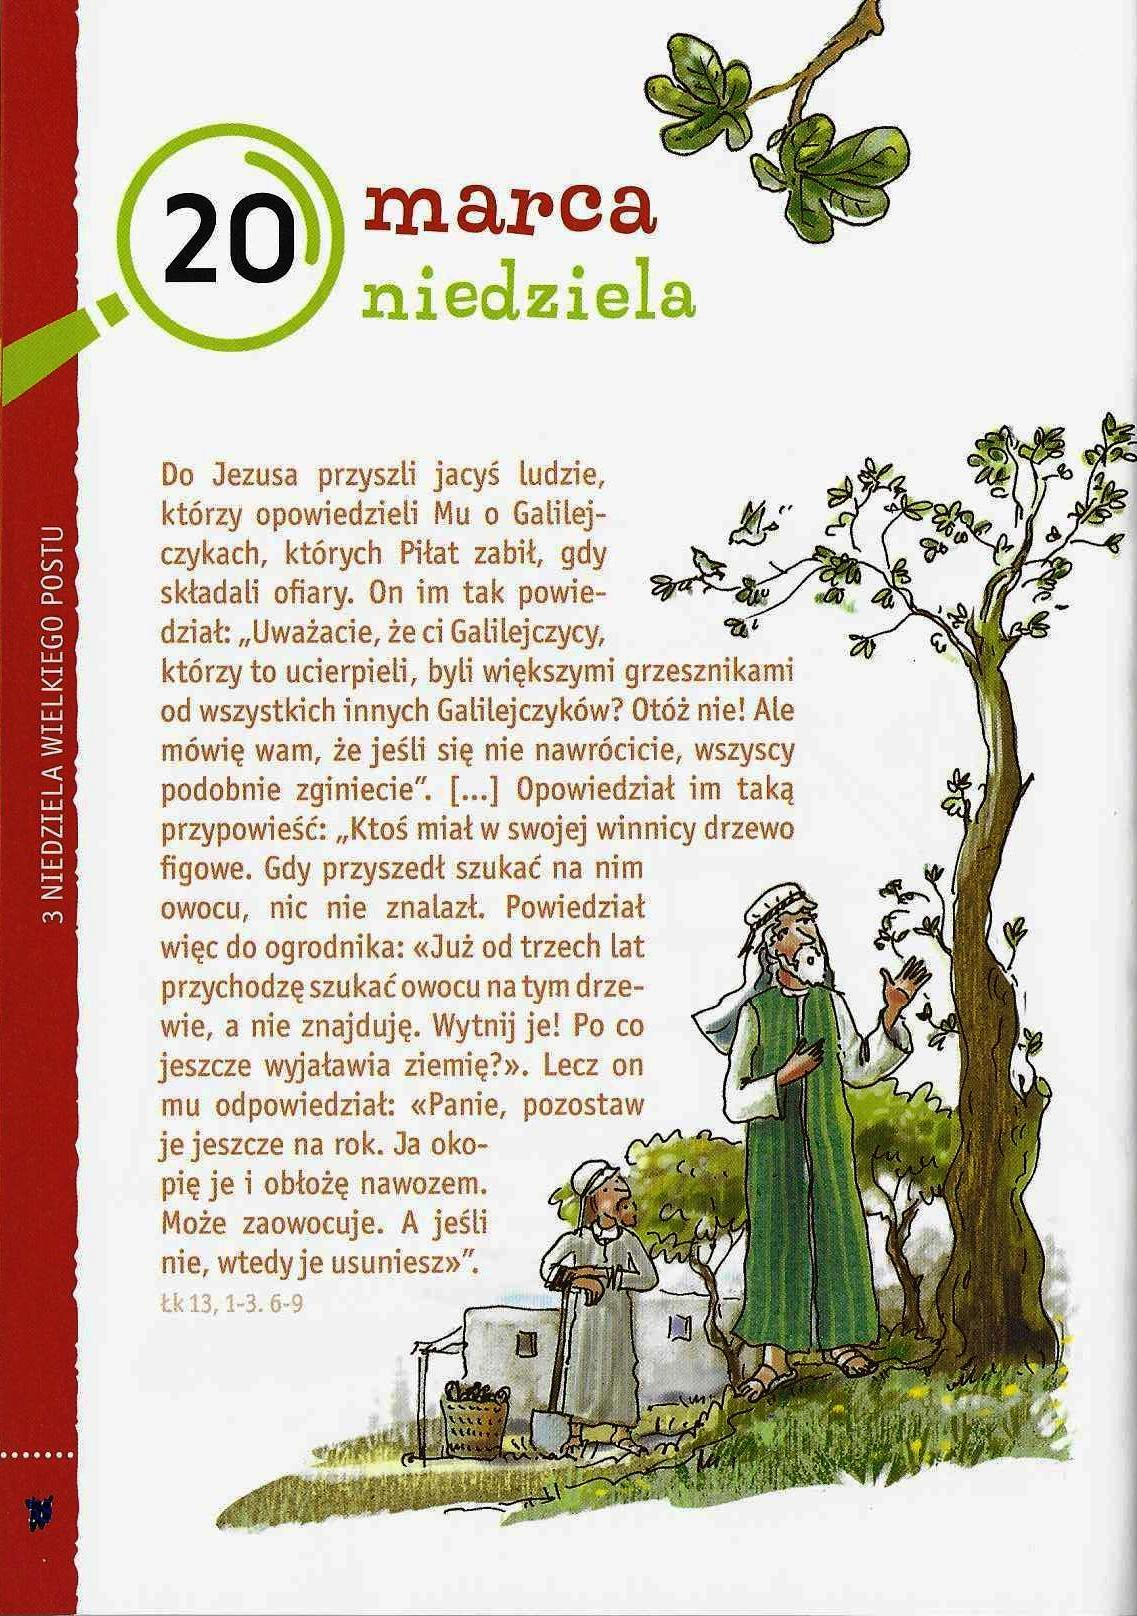 20
marca
niedziela
Do Jezusa przyszli jacyś ludzie,
którzy opowiedzieli Mu o Galilej-
czykach, których Piłat zabił, gdy
składali ofiary. On im tak powie-
dział: „Uważacie, że ci Galilejczycy,
którzy to ucierpieli, byli większymi grzesznikami
od wszystkich innych Galilejczyków? Otóż nie! Ale
mówię wam, że jeśli się nie nawrócicie, wszyscy
podobnie zginiecie”. [...] Opowiedział im taką
przypowieść: „Ktoś miał w swojej winnicy drzewo
figowe. Gdy przyszedł szukać na nim
owocu, nic nie znalazł. Powiedział
więc do ogrodnika: «Już od trzech lat
przychodzę szukać owocu na tym drze-
wie, a nie znajduję. Wytnij je! Po co
jeszcze wyjaławia ziemię?». Lecz on
mu odpowiedział: «Panie, pozostaw
je jeszcze na rok. Ja oko-
pię je i obłożę nawozem.
Może zaowocuje. A jeśli
nie, wtedy je usuniesz»”.
Łk 13, 1-3. 6-9
3 NIEDZIELA WIELKIEGO POSTU